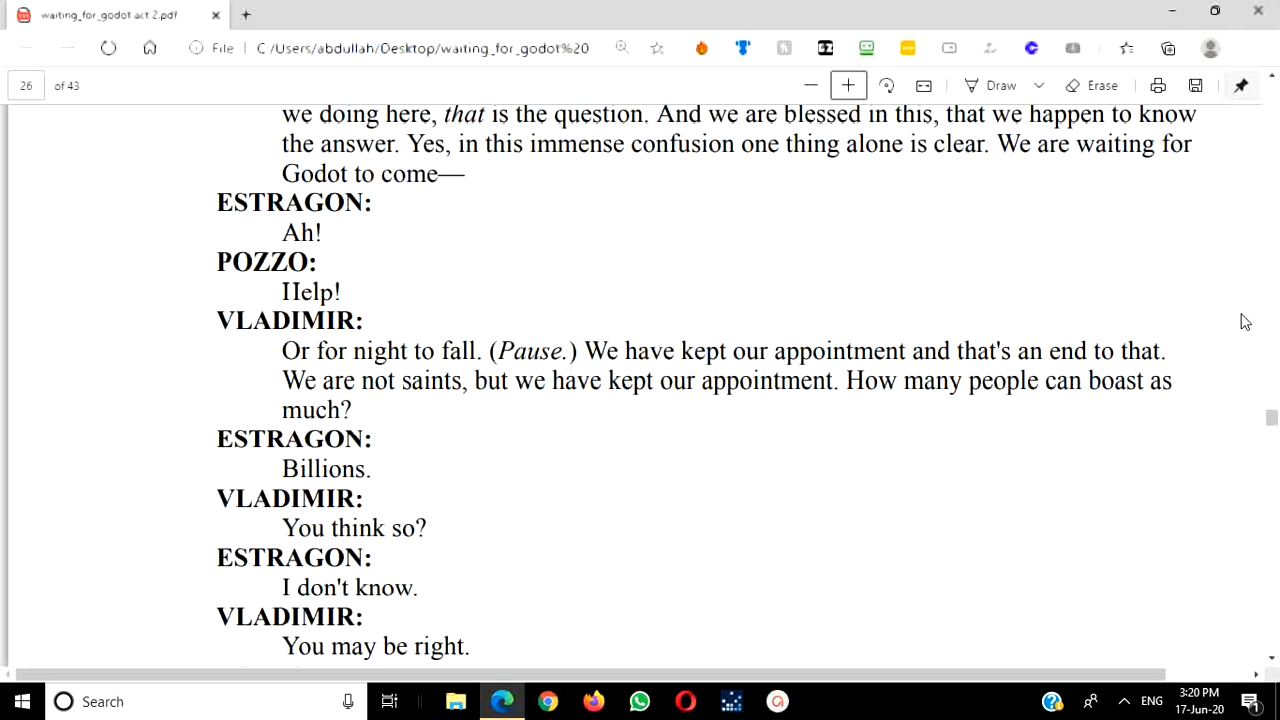 waiting_for_godot act 2.pdf
File
C:/Users/abdullah/Desktop/waiting_for_godot%20
26 of 43
Draw
Erase
we doing here, that is the question. And we are blessed in this, that we happen to know
the answer. Yes, in this immense confusion one thing alone is clear. We are waiting for
Godot to come—
ESTRAGON:
Ah!
POZZO:
Help!
VLADIMIR:
Or for night to fall. (Pause.) We have kept our appointment and that's an end to that.
We are not saints, but we have kept our appointment. How many people can boast as
much?
ESTRAGON:
Billions.
VLADIMIR:
You think so?
ESTRAGON:
I don't know.
VLADIMIR:
You may be right.
Search
ENG
3:20 PM
17-Jun-20
1